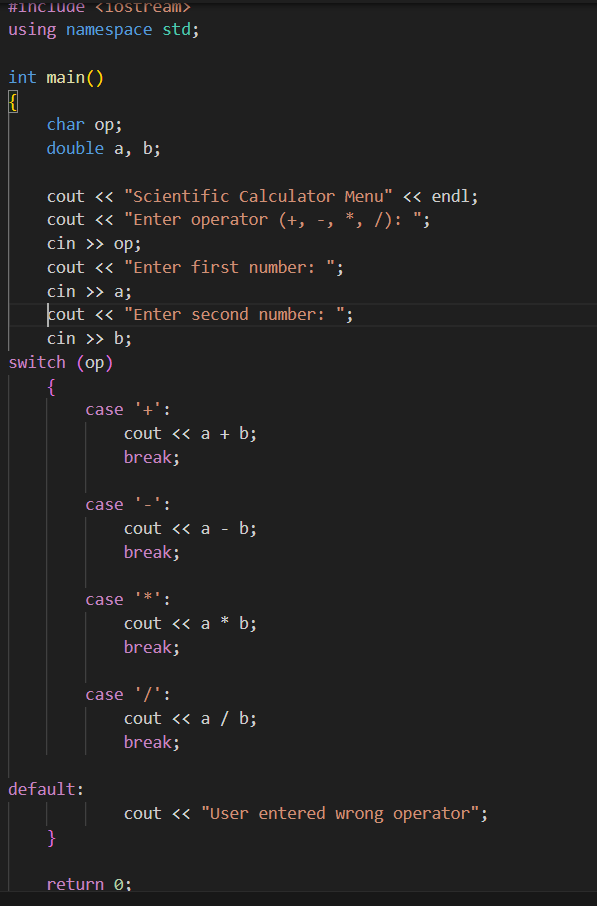 #include <iostream>
using namespace std;

int main()
{
    char op;
    double a, b;

    cout << "Scientific Calculator Menu" << endl;
    cout << "Enter operator (+, -, *, /): ";
    cin >> op;
    cout << "Enter first number: ";
    cin >> a;
    cout << "Enter second number: ";
    cin >> b;
switch (op)
    {
        case '+':
            cout << a + b;
            break;

        case '-':
            cout << a - b;
            break;

        case '*':
            cout << a * b;
            break;

        case '/':
            cout << a / b;
            break;

default:
            cout << "User entered wrong operator";
    }

    return 0;